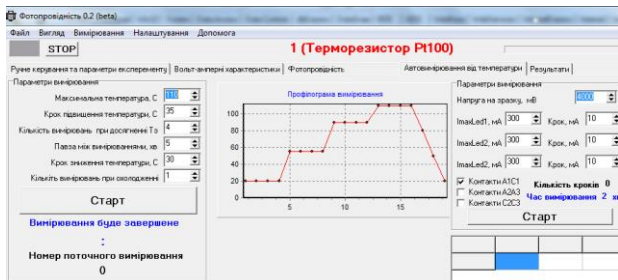 Фотопровідність 0.2 (beta)
Файл Вигляд Вимірювання Налаштування Допомога
STOP
1 (Терморезистор Pt100)
Ручне керування та параметри експеременту Вольт-амперні характеристики Фотопровідність Автовимірювання від температури Результати
Параметри вимірювання
Максимальна температура, С 110
Крок підвищення температури, С 35
Кількість вимірювань при досягненні То 4
Пауза між вимірюваннями, хв 5
Крок зниження температури, С 30
Кількіть вимірювань при охолодженні 1
Старт
Вимірювання буде завершене
:
Номер поточного вимірювання
0
Профілограма вимірювання
100
80
60
40
20
0
5 10 15
Параметри вимірювання
Напруга на зразку, мВ 4000
ImaxLed1, мА 300 Крок, мА 10
ImaxLed2, мА 300 Крок, мА 10
ImaxLed2, мА 300 Крок, мА 10
Контакти А1С1
Контакти А2А3
Контакти С2С3
Кількість кроків 0
Час вимірювання 2
Старт